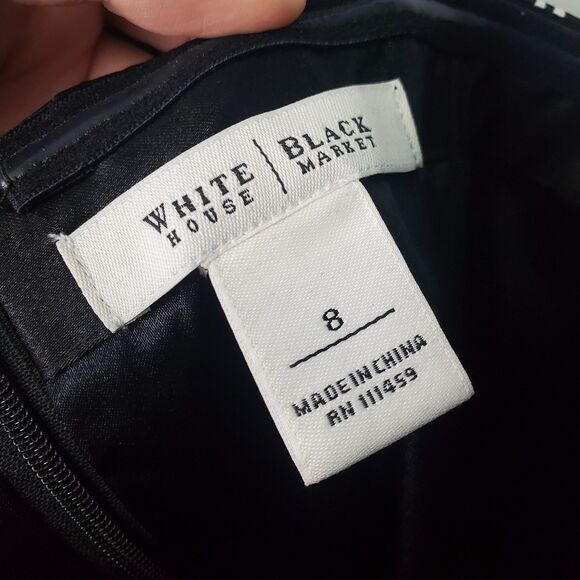 WHITE HOUSE | BLACK MARKET
8
MADE IN CHINA
RN 111459